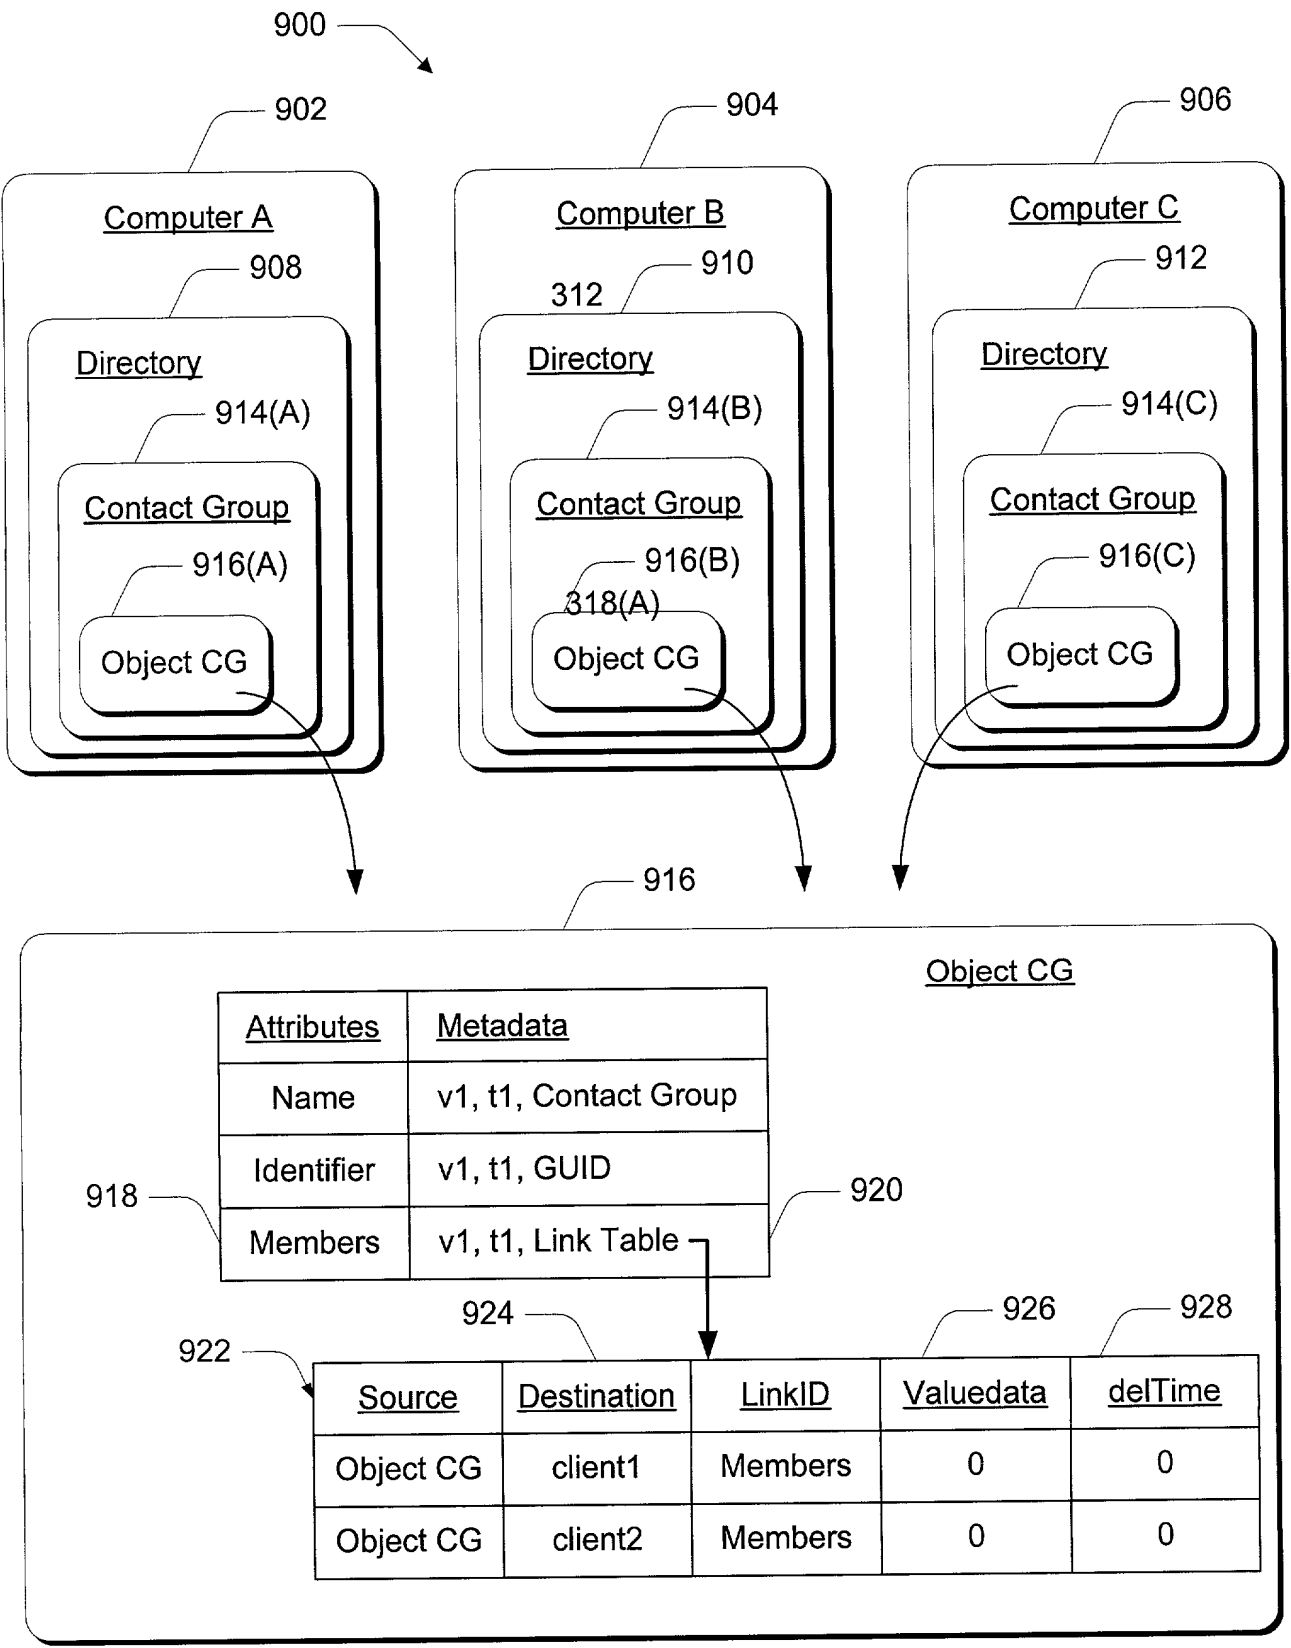 900
902
904
906
Computer A
Computer B
Computer C
908
910
912
312
Directory
Directory
Directory
914(A)
914(B)
914(C)
Contact Group
Contact Group
Contact Group
916(A)
916(B)
916(C)
318(A)
Object CG
Object CG
Object CG
916
Object CG
Attributes Metadata
Name v1, t1, Contact Group
Identifier v1, t1, GUID
918
920
Members v1, t1, Link Table
924
926
928
922
Source Destination LinkID Valuedata delTime
Object CG client1 Members 0 0
Object CG client2 Members 0 0